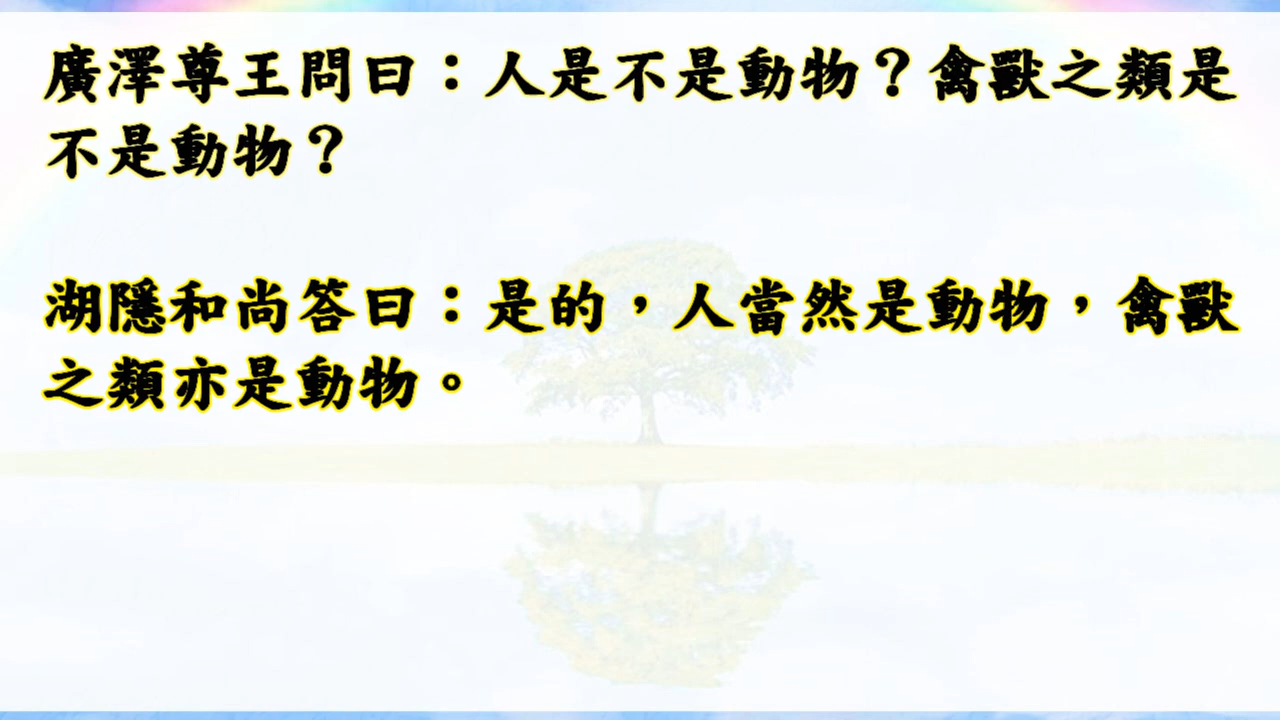 廣澤尊王問曰：人是不是動物？禽獸之類是
不是動物？
湖隱和尚答曰：是的，人當然是動物，禽獸
之類亦是動物。